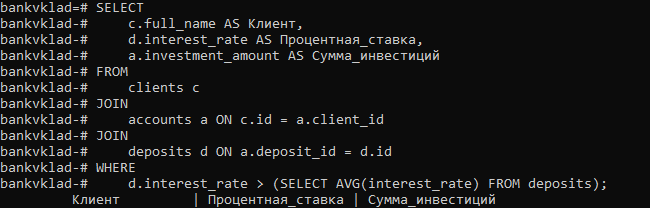 bankvklad=# SELECT
bankvklad-#     c.full_name AS Клиент,
bankvklad-#     d.interest_rate AS Процентная_ставка,
bankvklad-#     a.investment_amount AS Сумма_инвестиций
bankvklad-# FROM
bankvklad-#     clients c
bankvklad-# JOIN
bankvklad-#     accounts a ON c.id = a.client_id
bankvklad-# JOIN
bankvklad-#     deposits d ON a.deposit_id = d.id
bankvklad-# WHERE
bankvklad-#     d.interest_rate > (SELECT AVG(interest_rate) FROM deposits);
         Клиент         | Процентная_ставка | Сумма_инвестиций